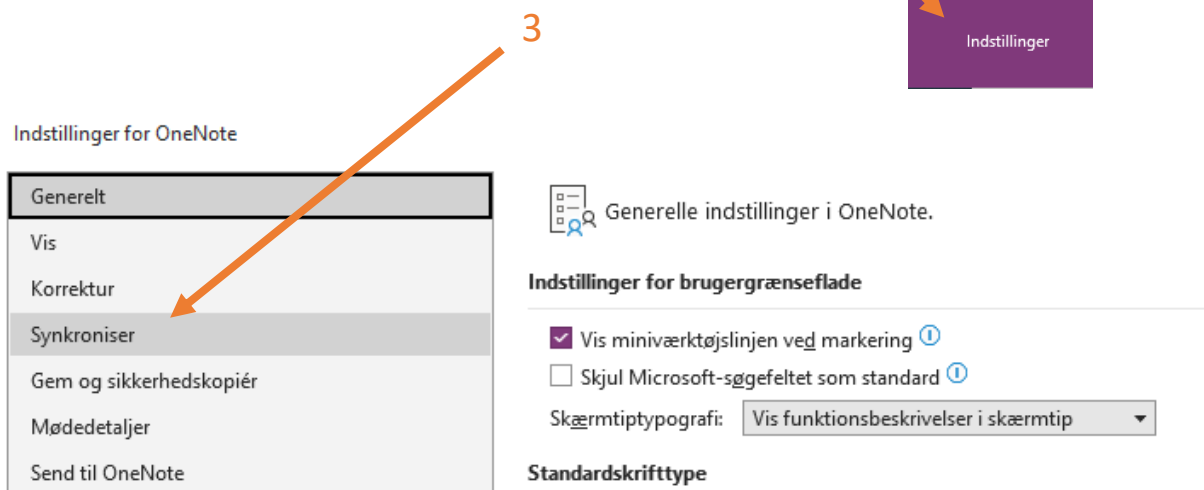 3
Indstillinger
Indstillinger for OneNote
Generelt
Vis
Korrektur
Synkroniser
Gem og sikkerhedskopiér
Mødedetaljer
Send til OneNote
Generelle indstillinger i OneNote.
Indstillinger for brugergrænseflade
Vis miniværktøjslinjen ved markering
Skjul Microsoft-søgefeltet som standard
Skærmtiptypografi: Vis funktionsbeskrivelser i skærmtip
Standardskrifttype